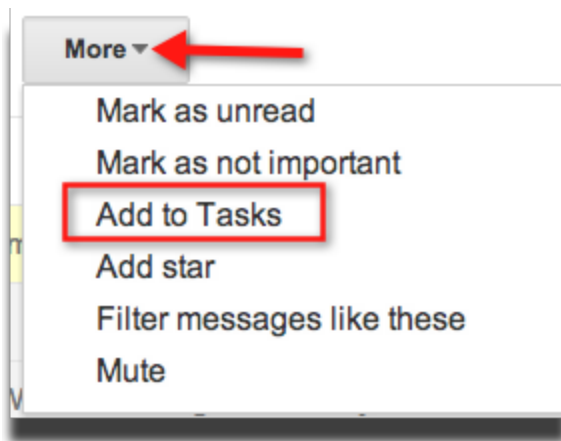 More
Mark as unread
Mark as not important
Add to Tasks
Add star
Filter messages like these
Mute